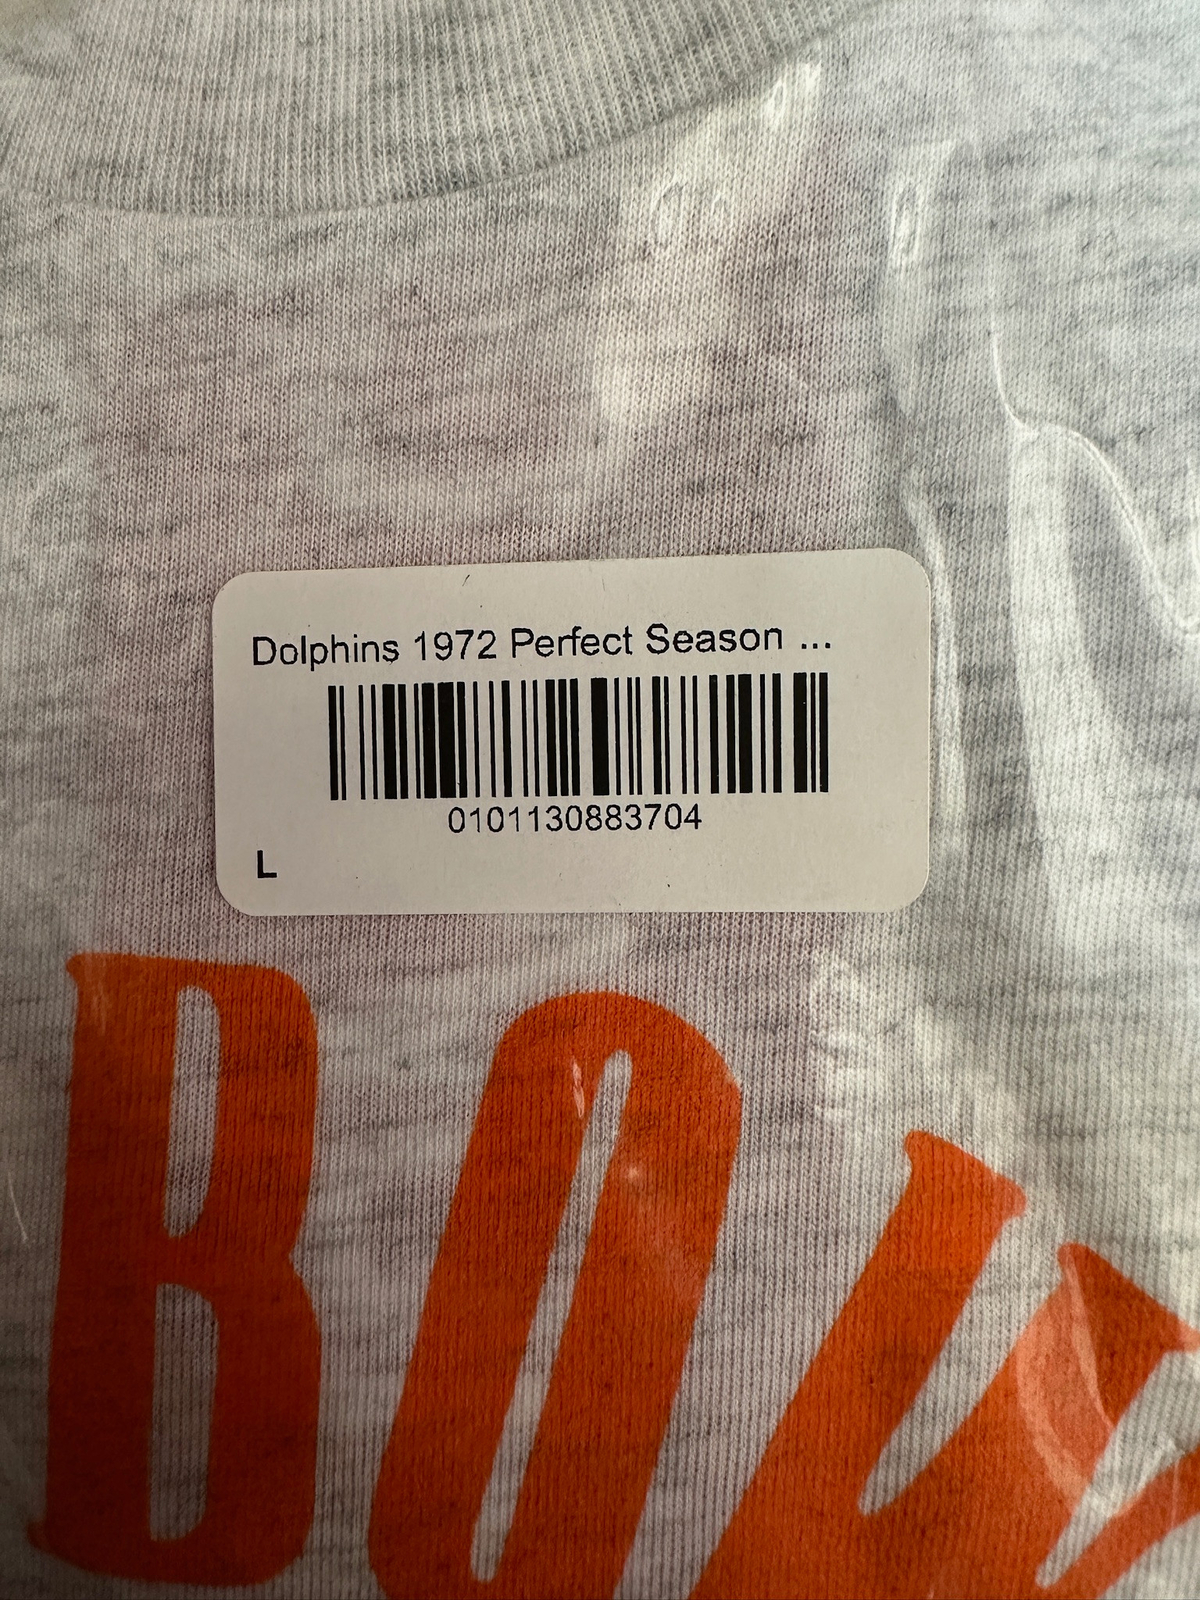 Dolphins 1972 Perfect Season ...
0101130883704
L
BOW